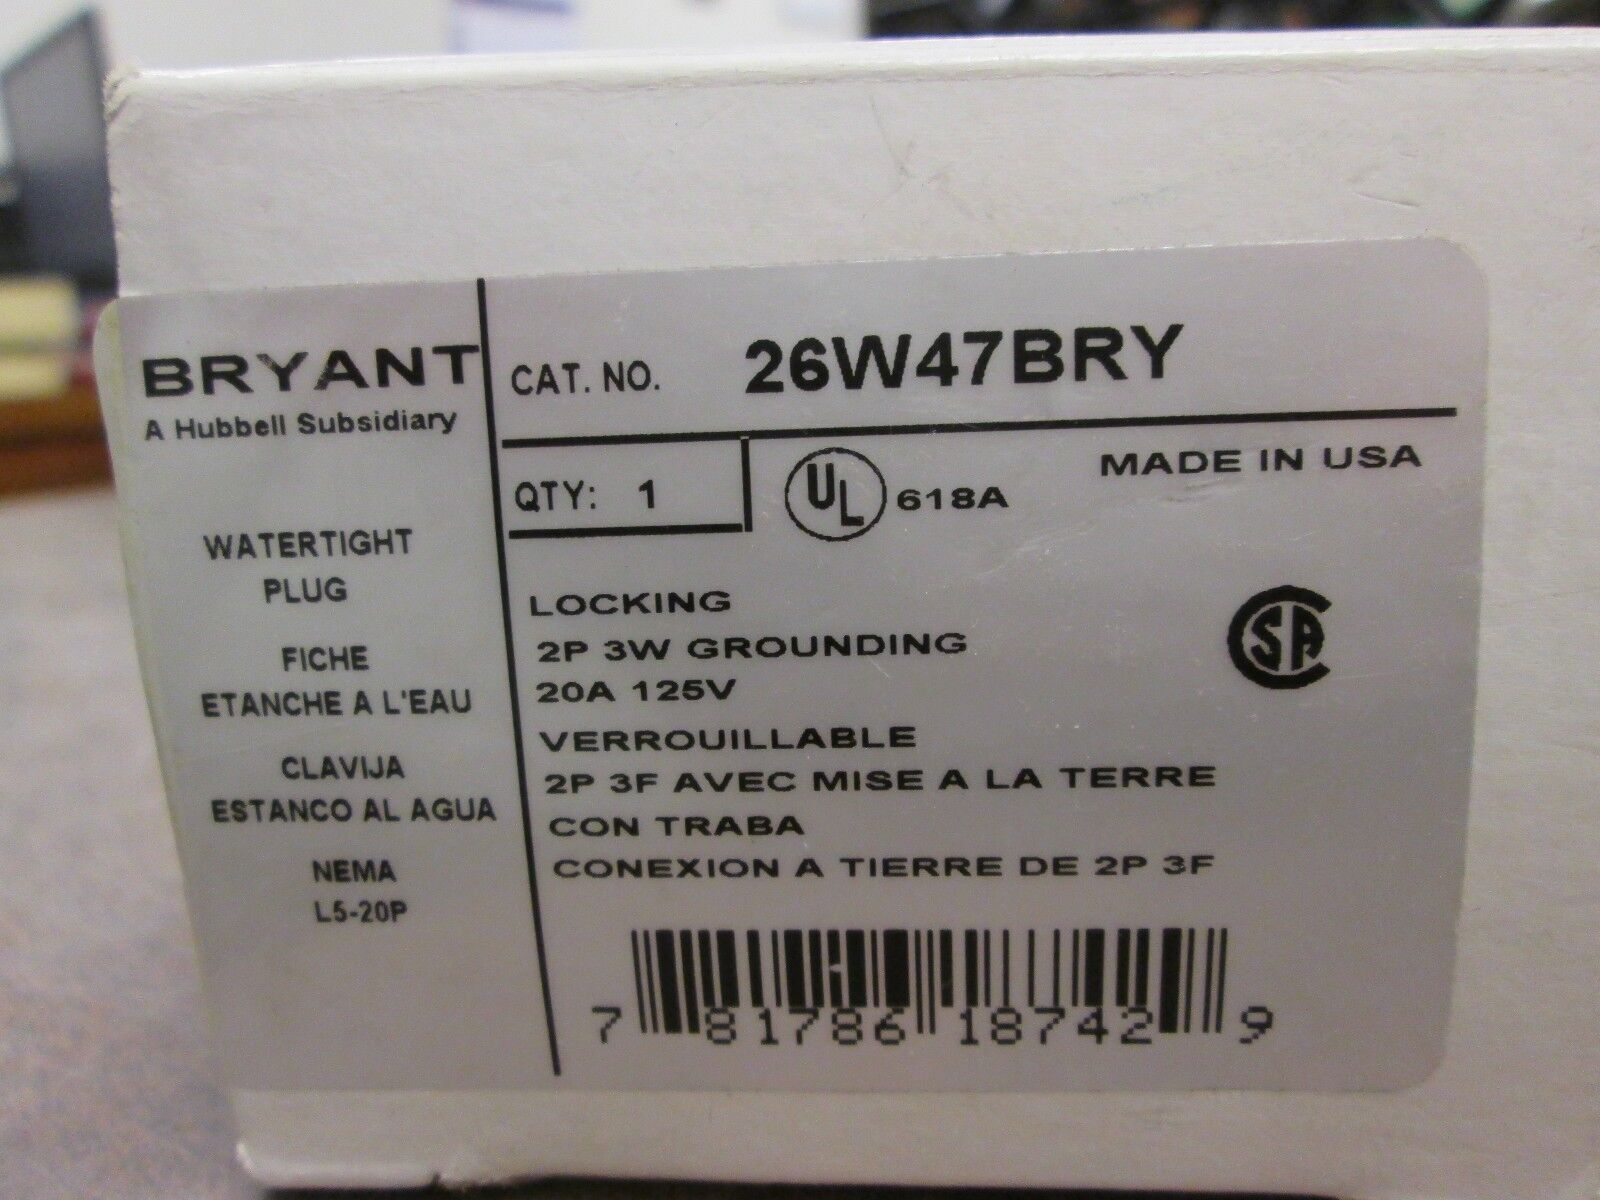 BRYANT
A Hubbell Subsidiary
WATERTIGHT
PLUG
FICHE
ETANCHE A L'EAU
CLAVIJA
ESTANCO AL AGUA
NEMA
L5-20P
CAT. NO. 26W47BRY
QTY: 1
UL 618A
MADE IN USA
LOCKING
2P 3W GROUNDING
20A 125V
VERROUILLABLE
2P 3F AVEC MISE A LA TERRE
CON TRABA
CONEXION A TIERRE DE 2P 3F
CSA
7 81786 18742 9